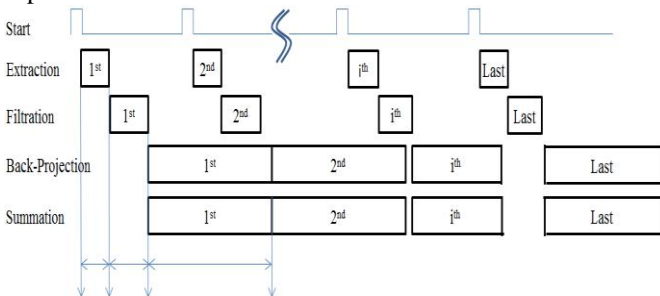 Start
Extraction 1st 2nd ith Last
Filtration 1st 2nd ith Last
Back-Projection 1st 2nd ith Last
Summation 1st 2nd ith Last